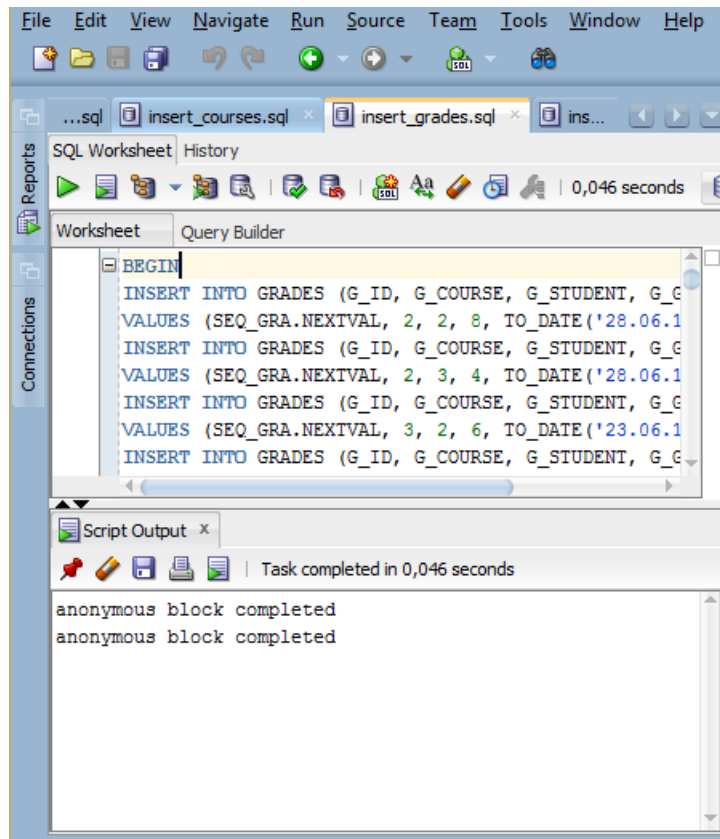 File Edit View Navigate Run Source Team Tools Window Help
SQL
...sql insert_courses.sql × insert_grades.sql × ins...
Reports
Connections
SQL Worksheet History
0,046 seconds
Worksheet Query Builder
BEGIN
INSERT INTO GRADES (G_ID, G_COURSE, G_STUDENT, G_G
VALUES (SEQ_GRA.NEXTVAL, 2, 2, 8, TO_DATE('28.06.1
INSERT INTO GRADES (G_ID, G_COURSE, G_STUDENT, G_G
VALUES (SEQ_GRA.NEXTVAL, 2, 3, 4, TO_DATE('28.06.1
INSERT INTO GRADES (G_ID, G_COURSE, G_STUDENT, G_G
VALUES (SEQ_GRA.NEXTVAL, 3, 2, 6, TO_DATE('23.06.1
INSERT INTO GRADES (G_ID, G_COURSE, G_STUDENT, G_G
Script Output x
Task completed in 0,046 seconds
anonymous block completed
anonymous block completed